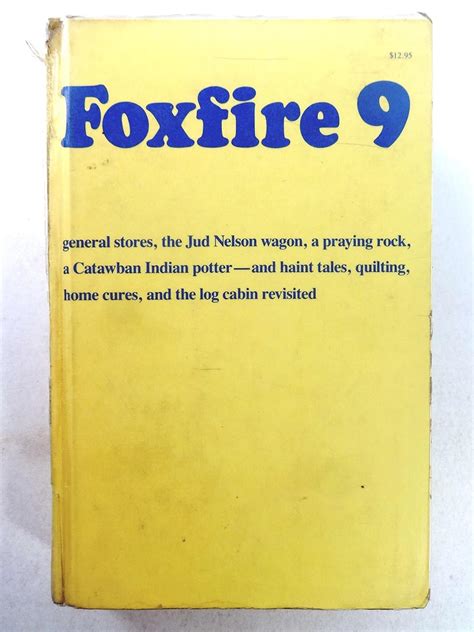 $12.95
Foxfire 9
general stores, the Jud Nelson wagon, a praying rock,
a Catawban Indian potter—and haint tales, quilting,
home cures, and the log cabin revisited